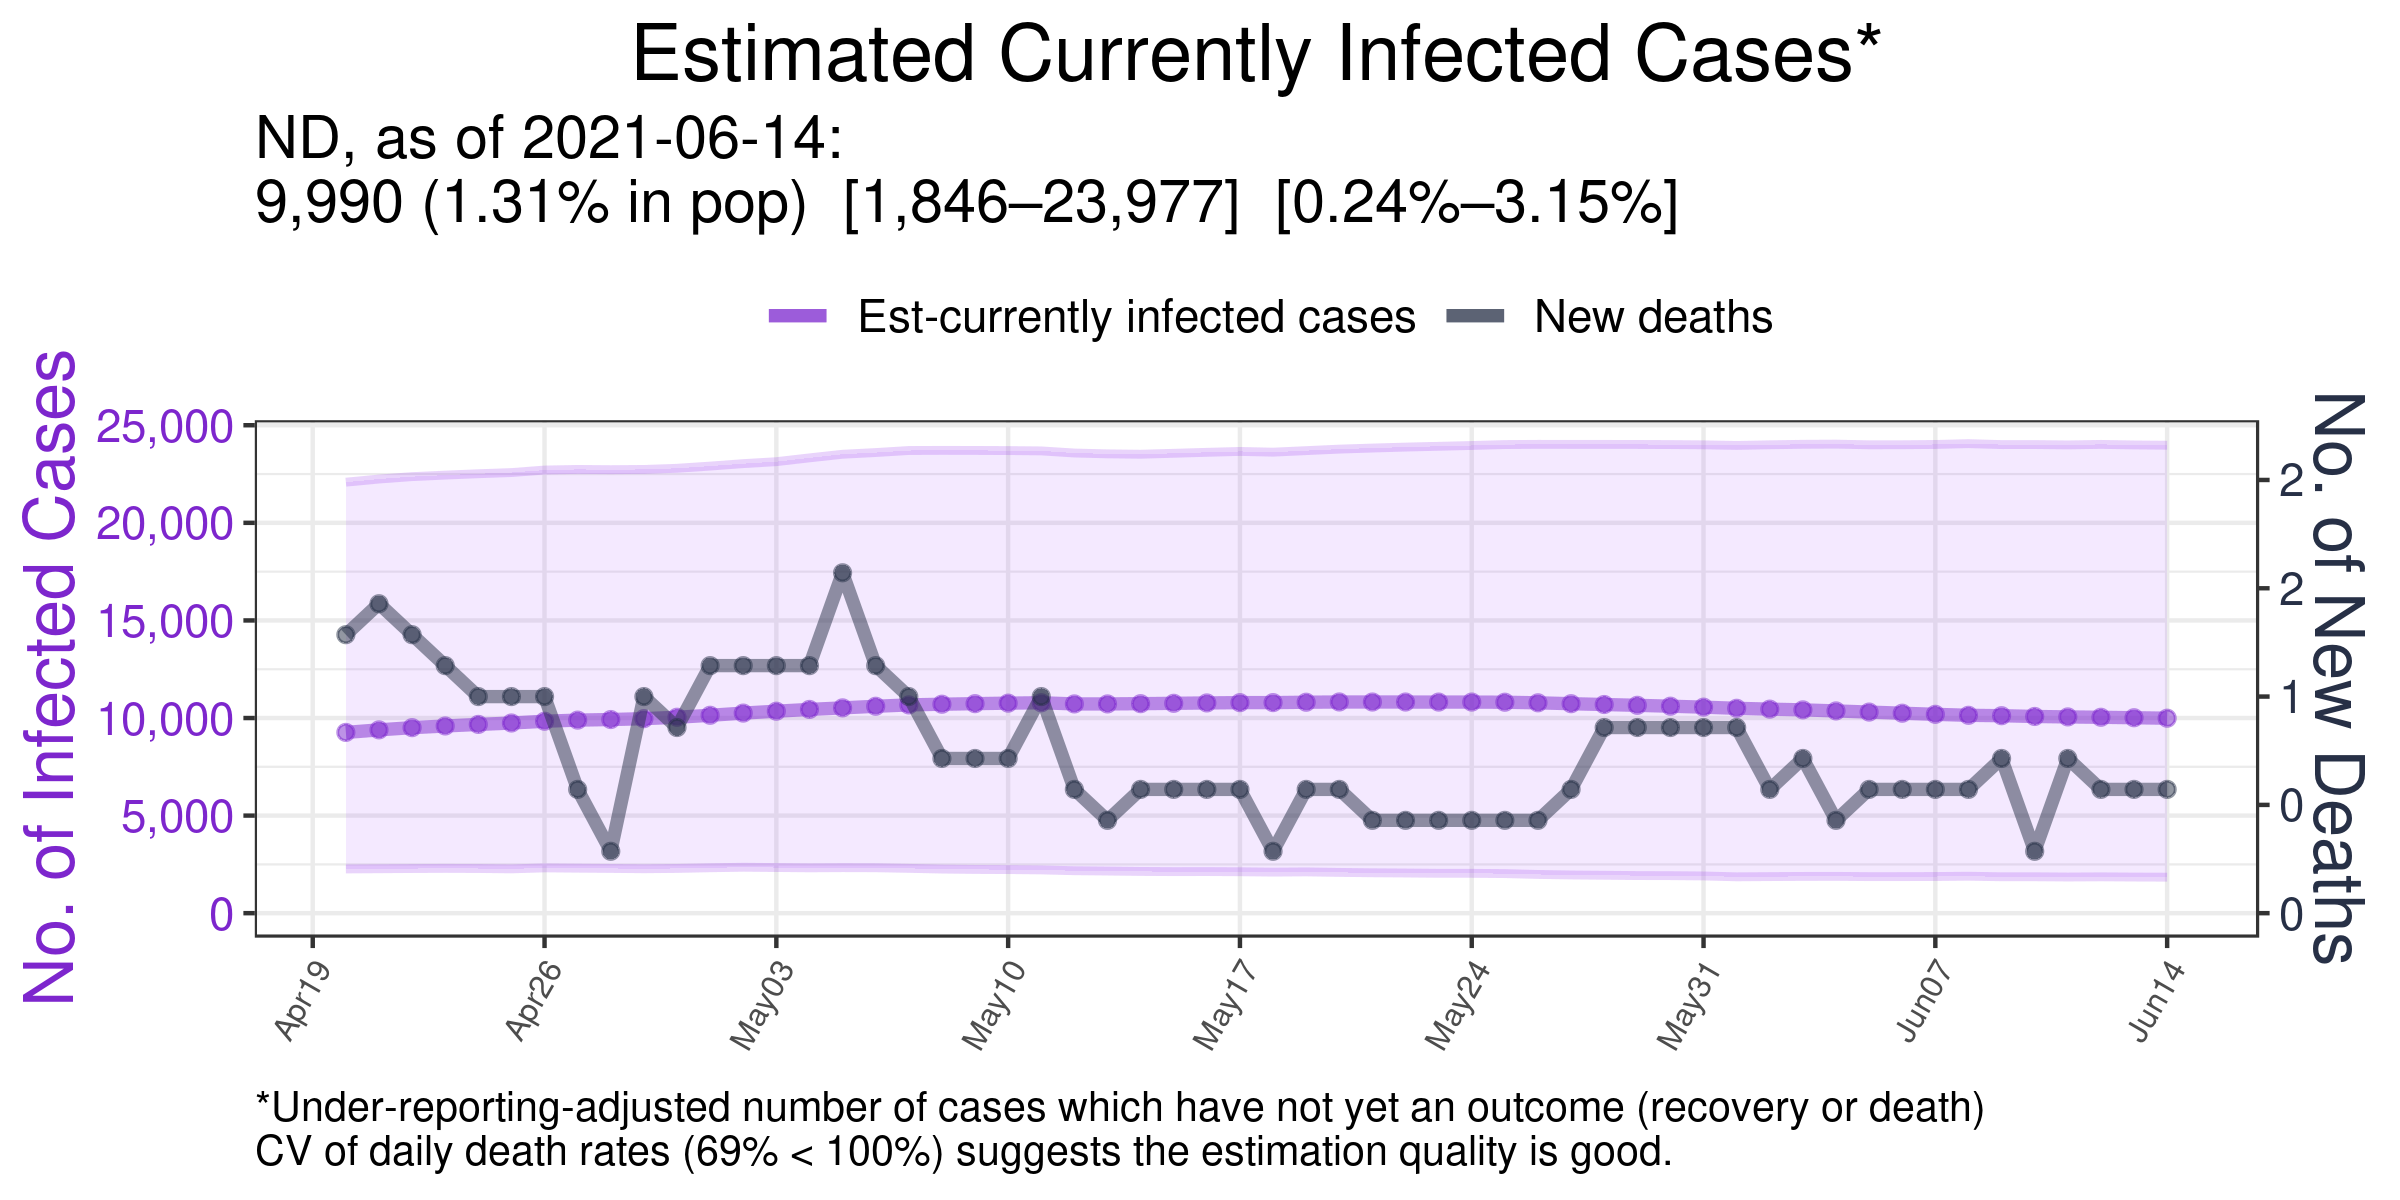 Estimated Currently Infected Cases*
ND, as of 2021-06-14:
9,990 (1.31% in pop)  [1,846–23,977]  [0.24%–3.15%]
Est-currently infected cases
New deaths
No. of Infected Cases
25,000
20,000
15,000
10,000
5,000
0
2
2
1
0
0
No. of New Deaths
Apr19
Apr26
May03
May10
May17
May24
May31
Jun07
Jun14
*Under-reporting-adjusted number of cases which have not yet an outcome (recovery or death)
CV of daily death rates (69% < 100%) suggests the estimation quality is good.